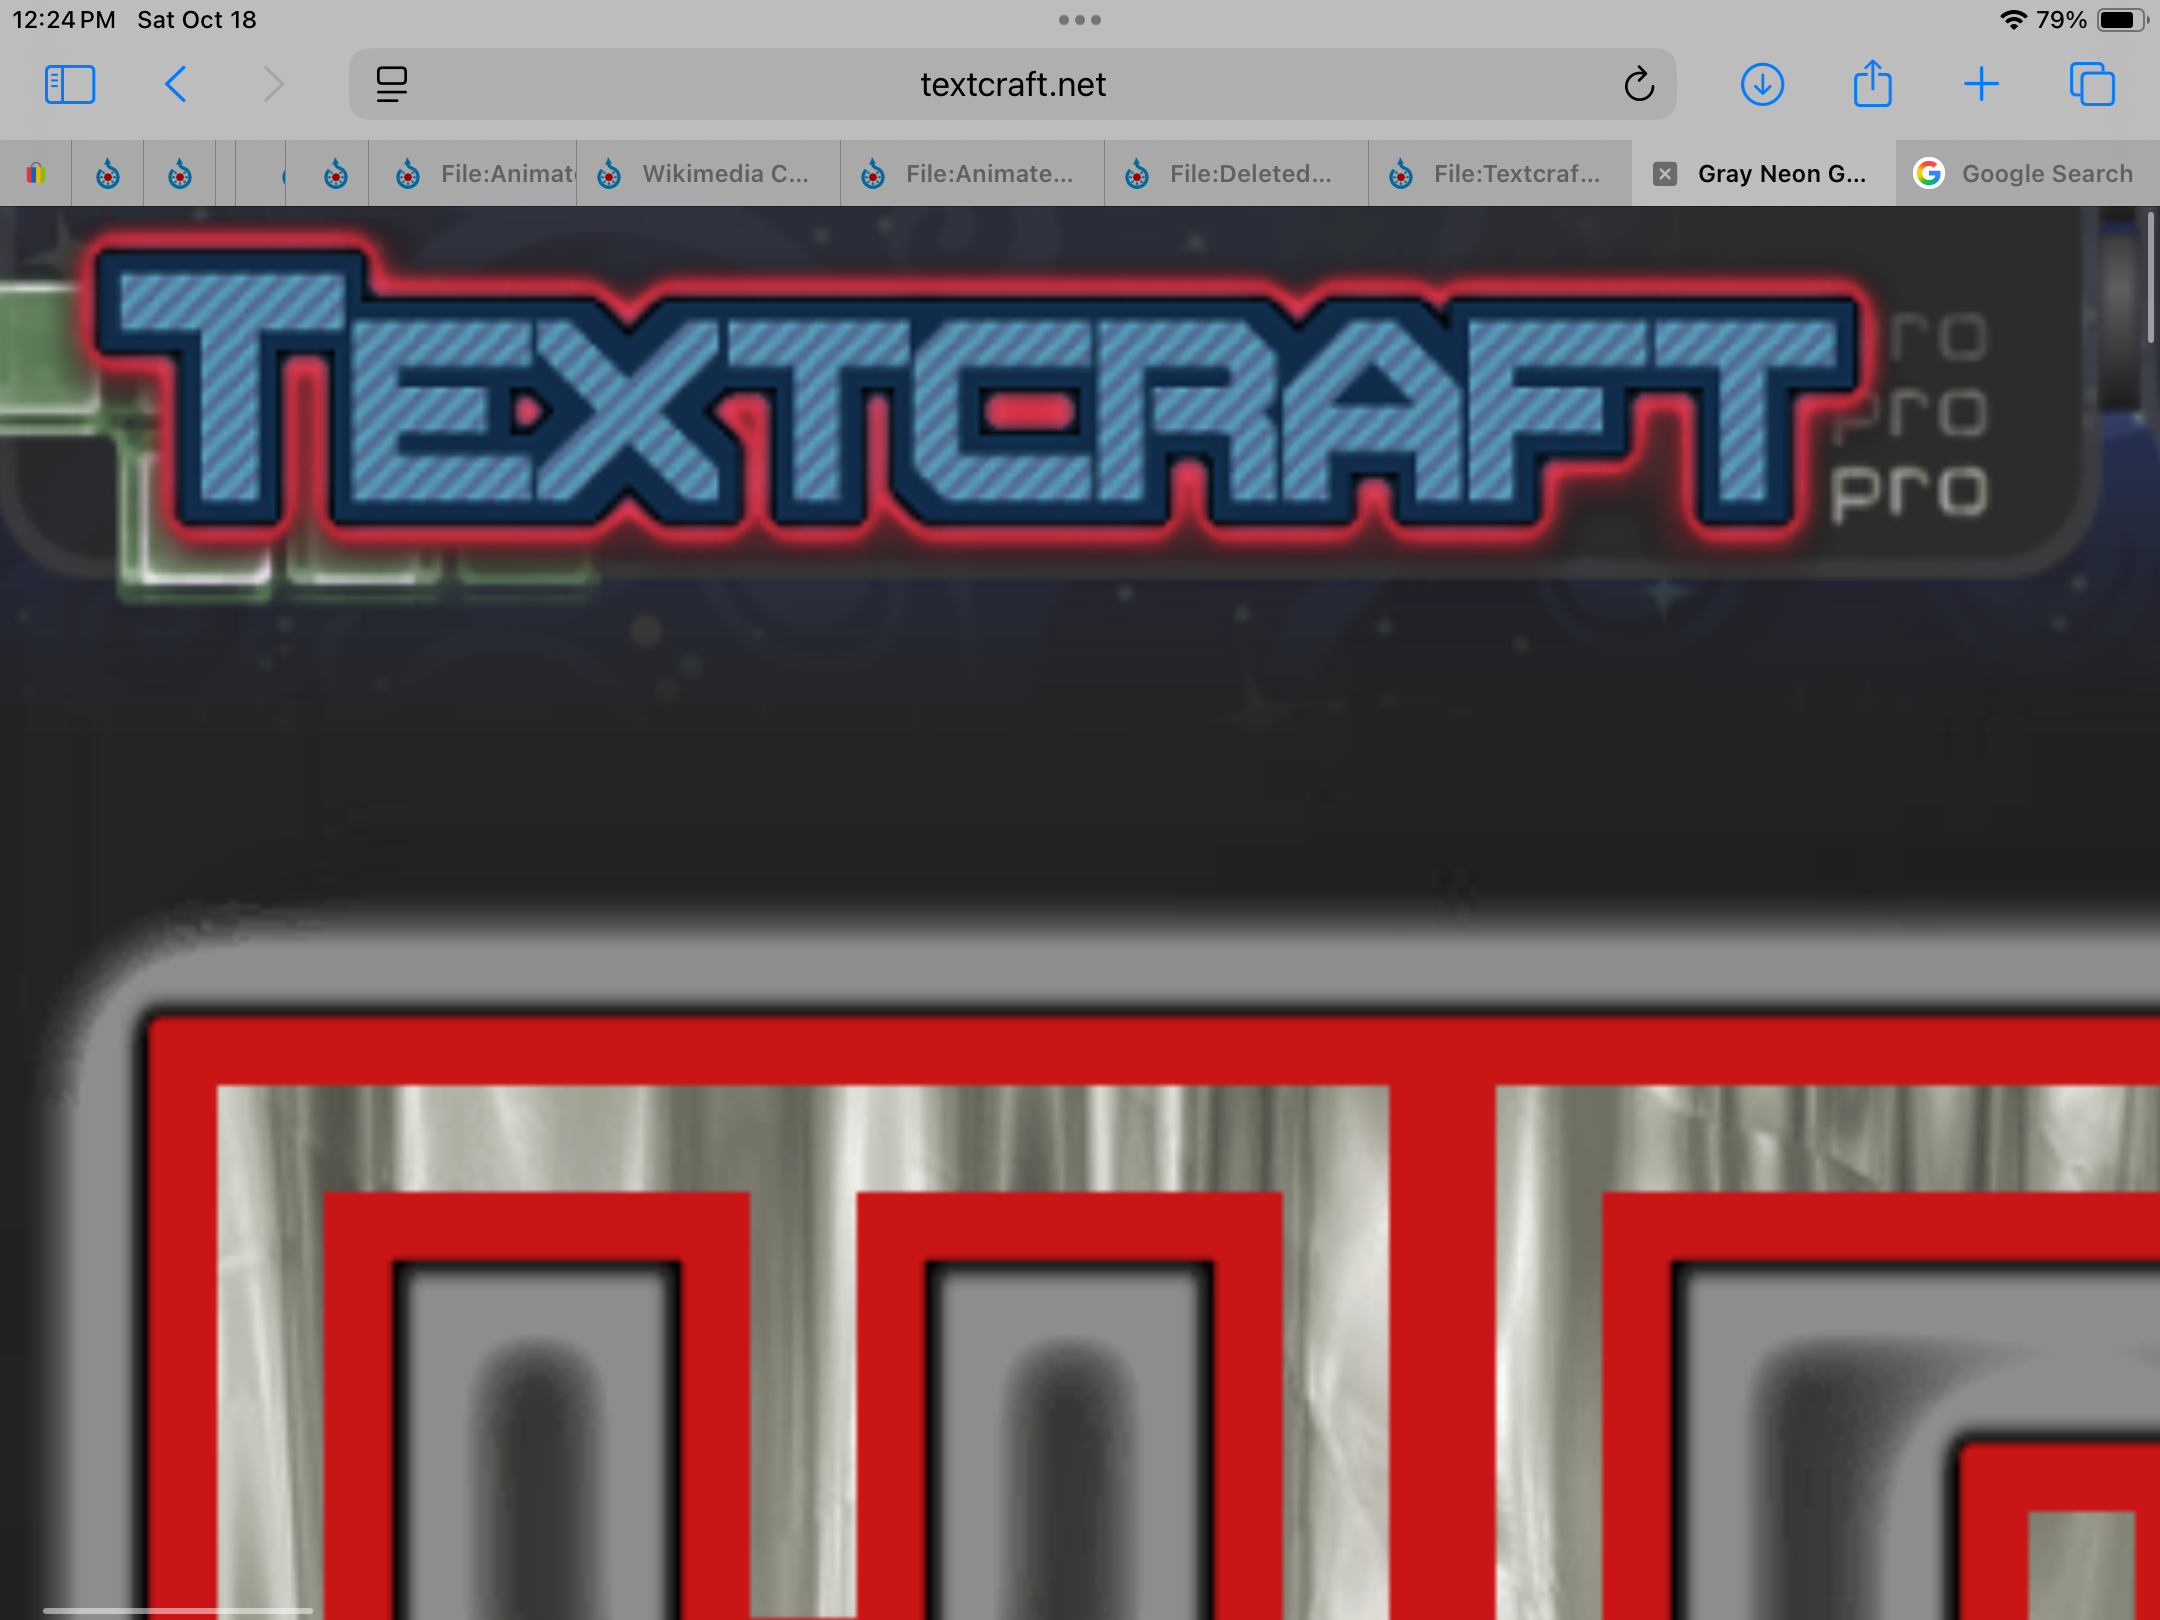 12:24 PM Sat Oct 18
79%
textcraft.net
File:Animat
Wikimedia C...
File:Animate...
File:Deleted...
File:Textcraf...
Gray Neon G...
Google Search
TEXTCRAFT
ro
pro
pro